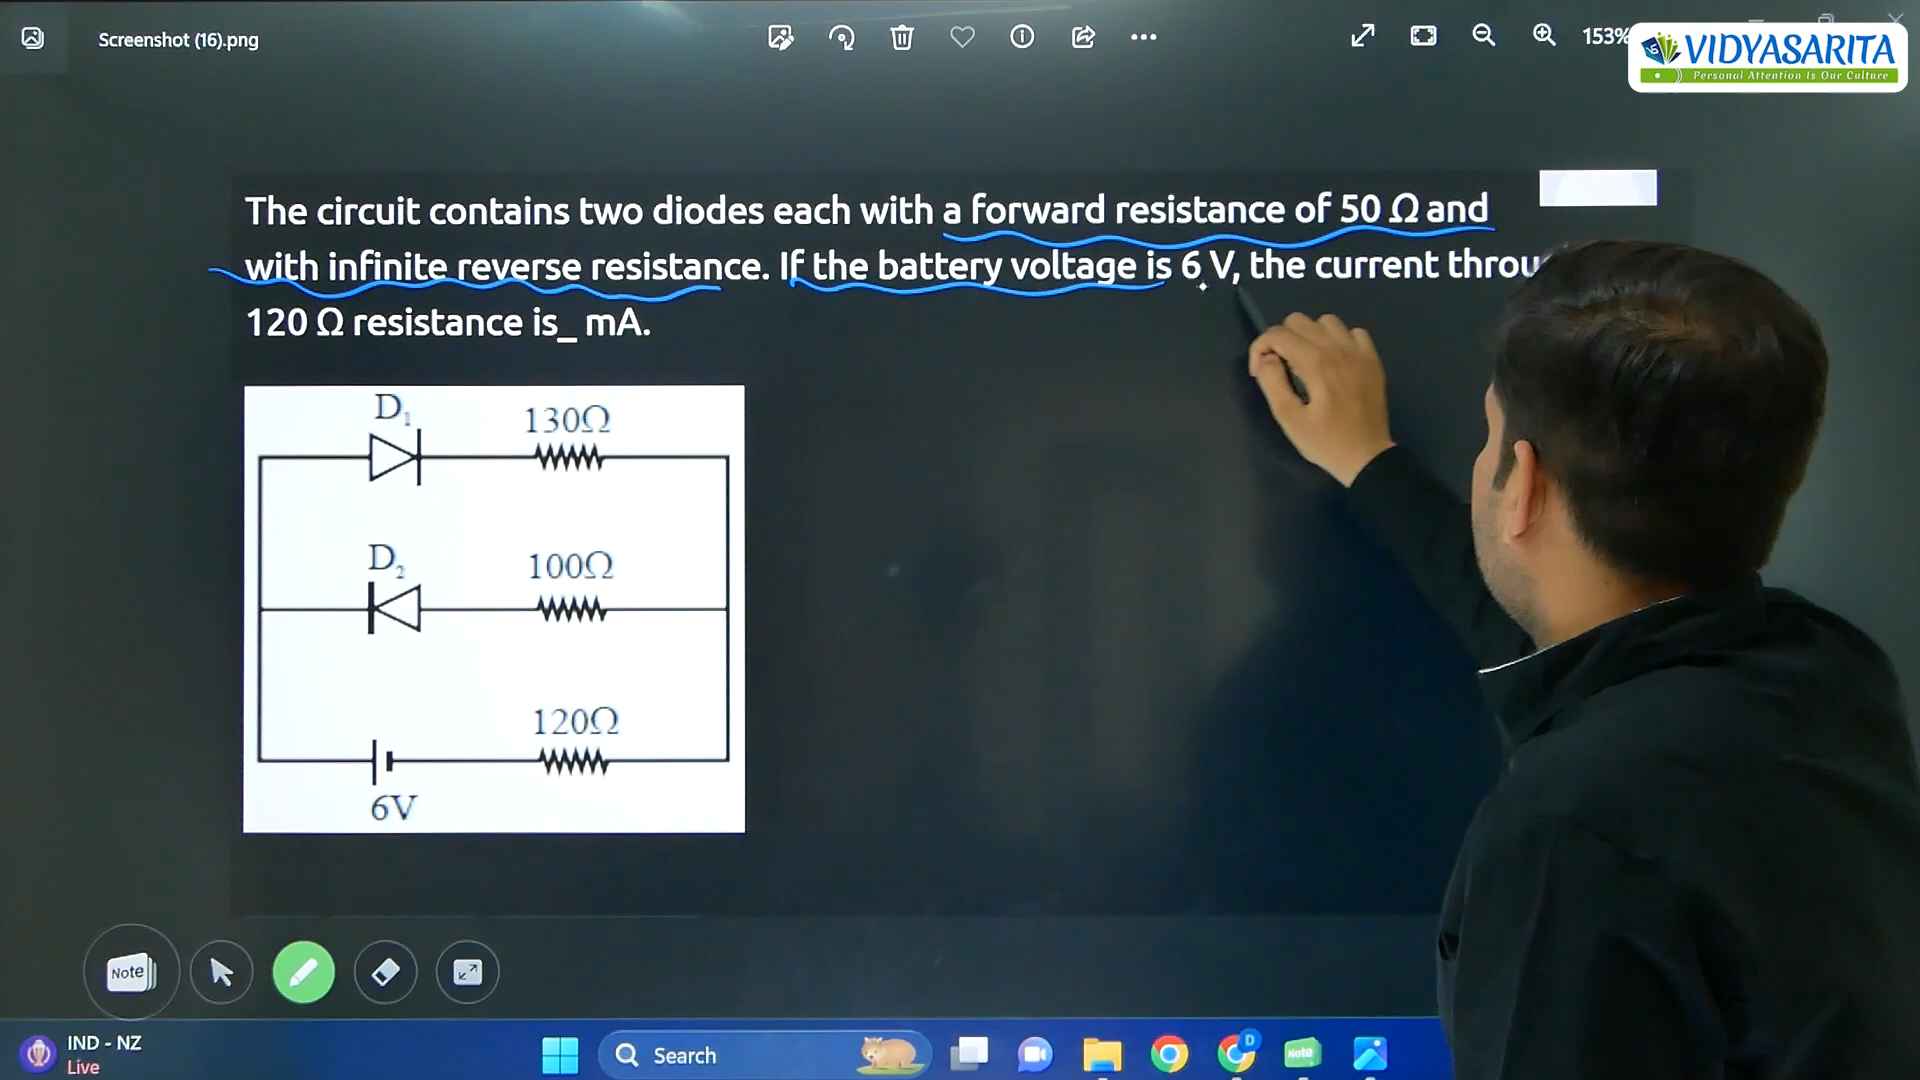 Screenshot (16).png
153%
VIDYASARITA
Personal Attention Is Our Culture
The circuit contains two diodes each with a forward resistance of 50 Ω and
with infinite reverse resistance. If the battery voltage is 6 V, the current throu
120 Ω resistance is_ mA.
D₁
130Ω
D₂
100Ω
120Ω
6V
Note
IND - NZ
Live
Search
D
Note